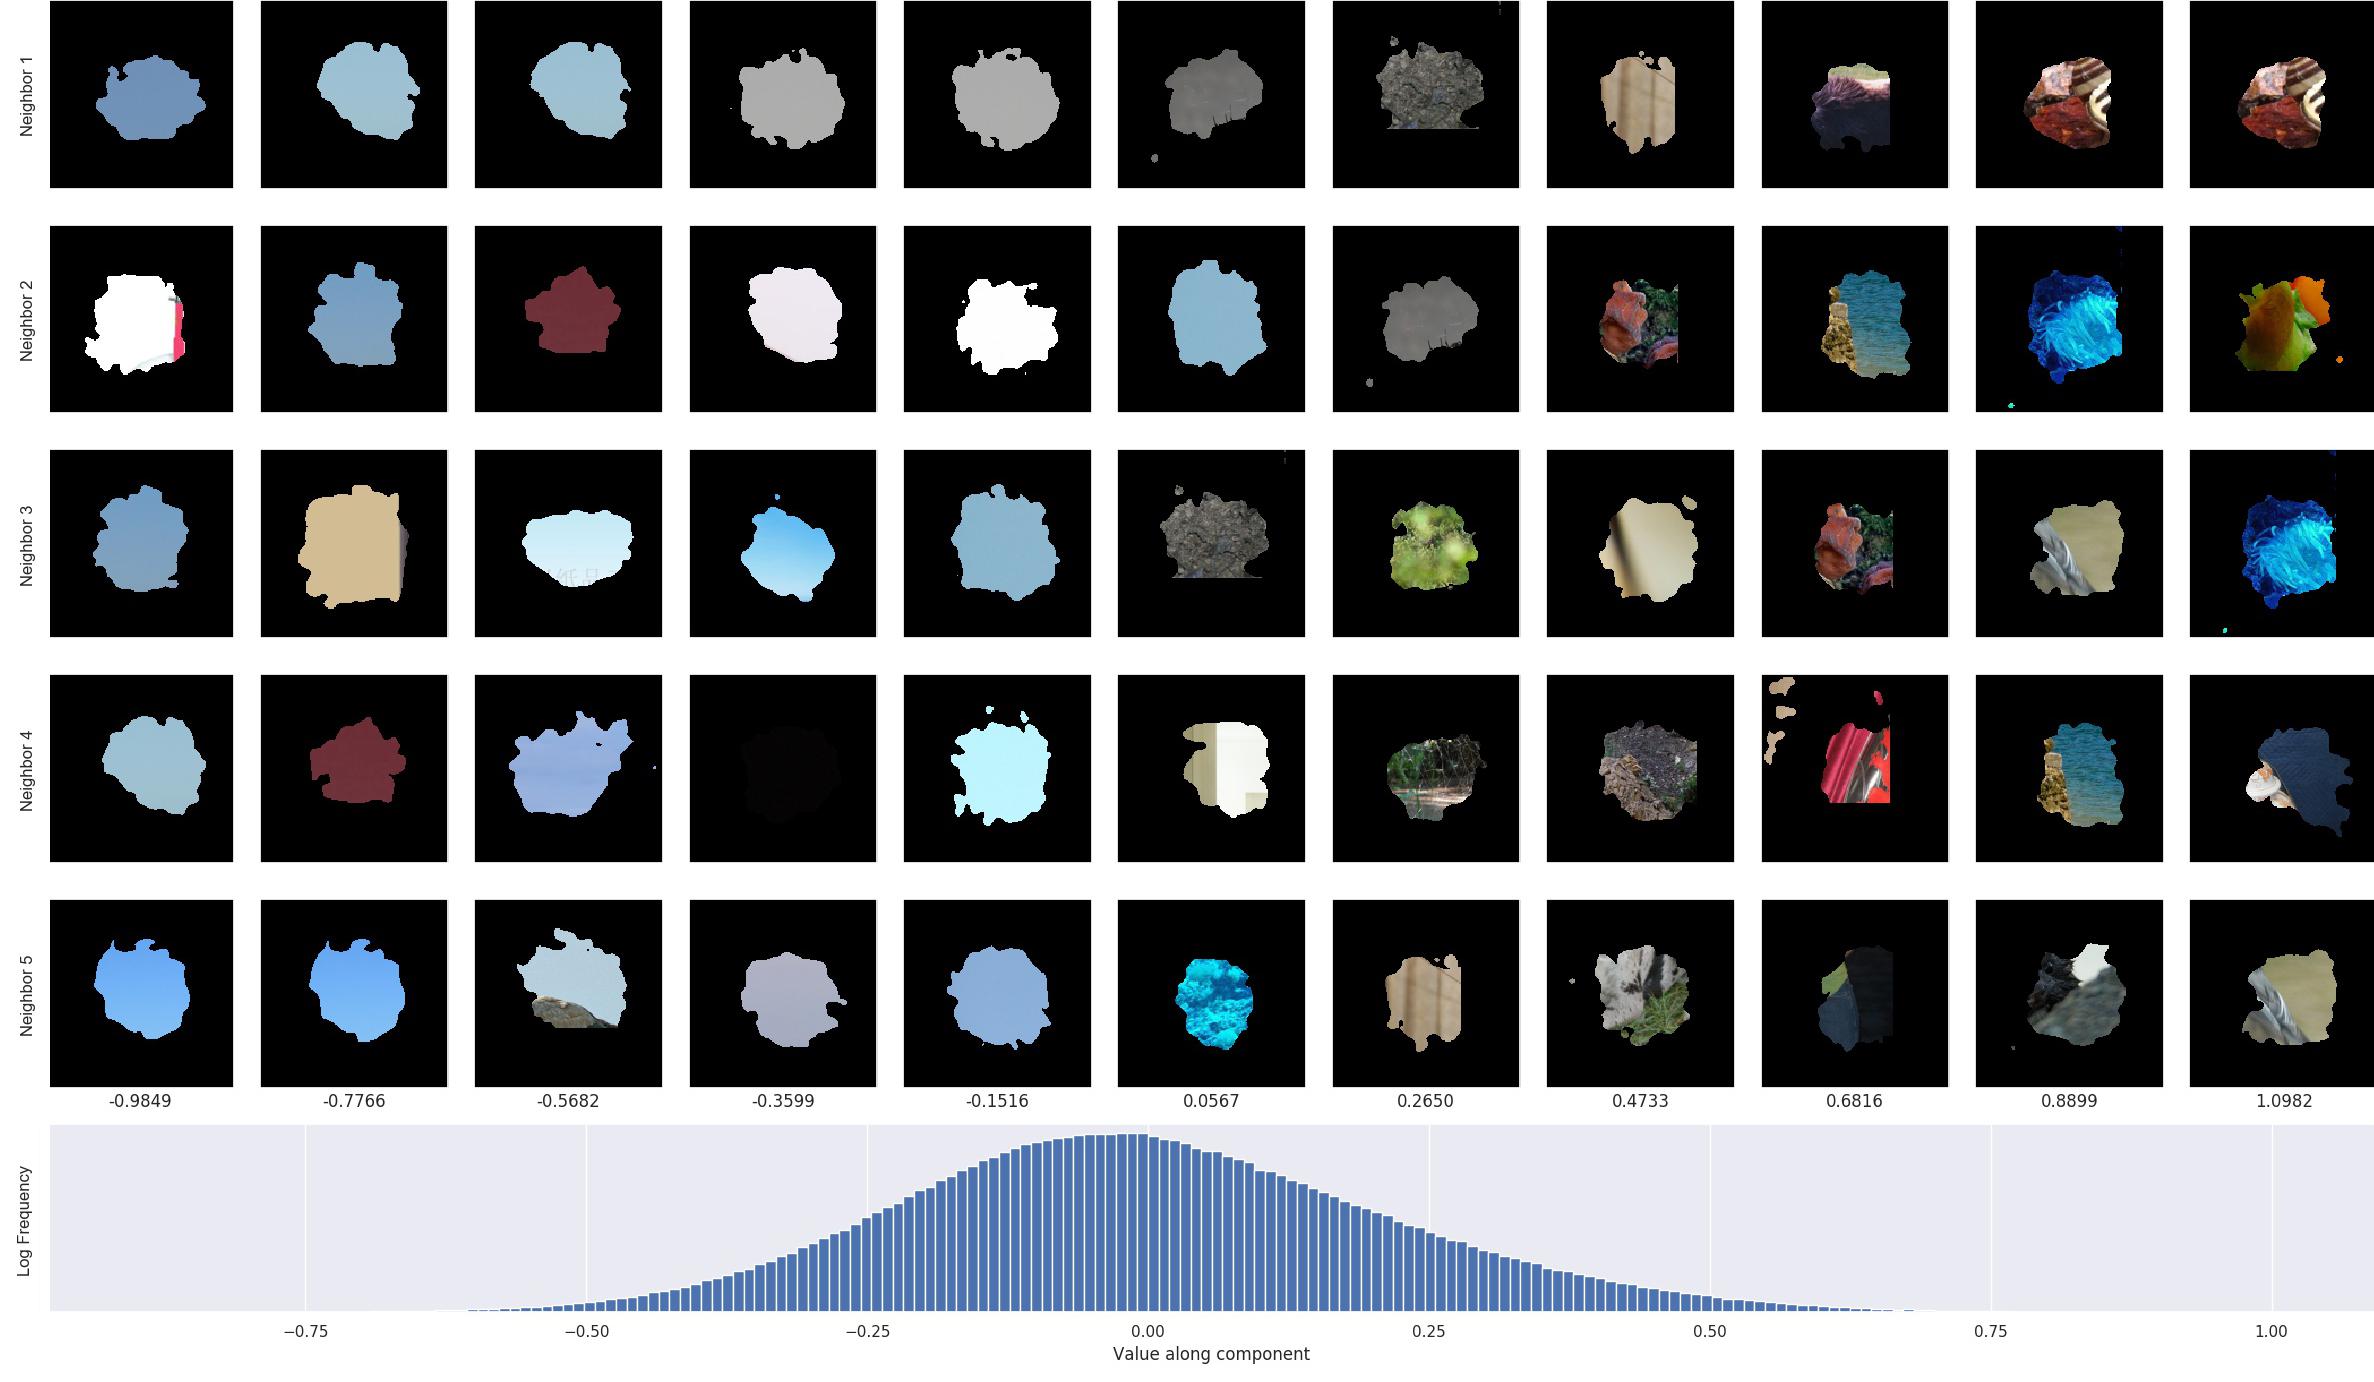 Neighbor 1
Neighbor 2
Neighbor 3
Neighbor 4
Neighbor 5
-0.9849 -0.7766 -0.5682 -0.3599 -0.1516 0.0567 0.2650 0.4733 0.6816 0.8899 1.0982
Log Frequency
−0.75 −0.50 −0.25 0.00 0.25 0.50 0.75 1.00
Value along component